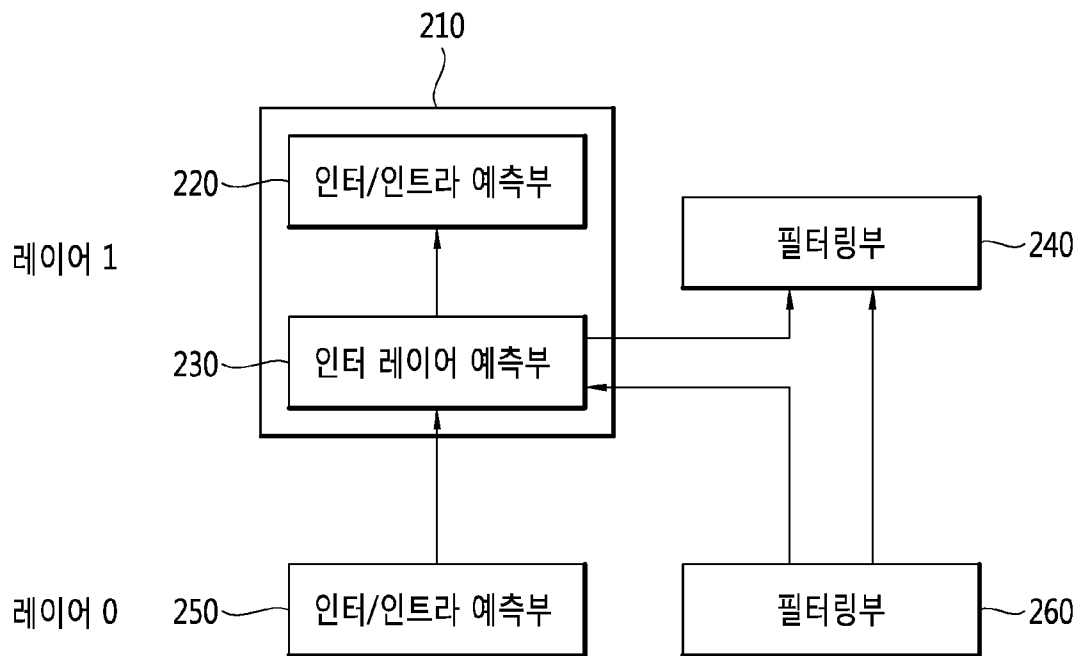 210
220
인터/인트라 예측부
레이어 1
필터링부
240
230
인터 레이어 예측부
레이어 0
250
인터/인트라 예측부
필터링부
260